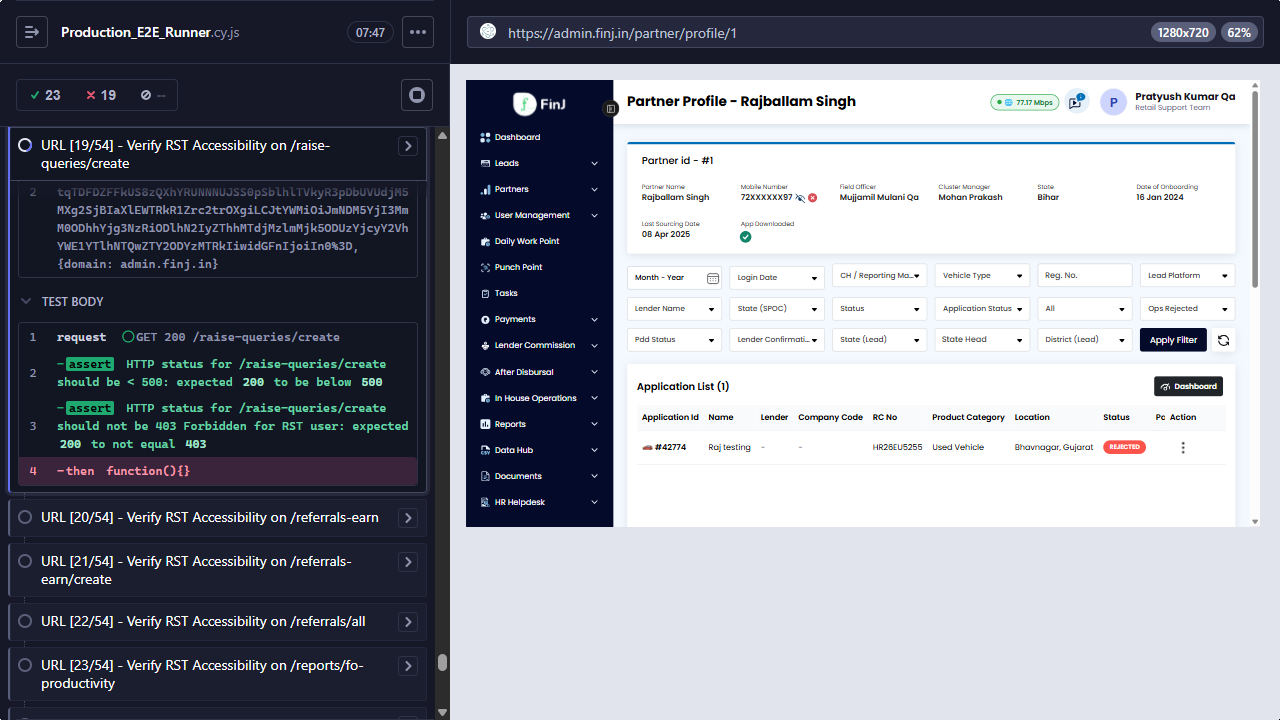 Production_E2E_Runner.cy.js
07:47
23
19
--
URL [19/54] - Verify RST Accessibility on /raise-
queries/create
2
M0ODhhYjg3NzRiODlhN2IyZThhMTdjMzlmMjk5ODUzYjcyY2Vh
YWE1YTlhNTQwZTY2ODYzMTRkIiwidGFnIjoiIn0%3D,
{domain: admin.finj.in}
TEST BODY
1 request GET 200 /raise-queries/create
2 -assert HTTP status for /raise-queries/create
should be < 500: expected 200 to be below 500
3 -assert HTTP status for /raise-queries/create
should not be 403 Forbidden for RST user: expected
200 to not equal 403
4 -then function(){}
URL [20/54] - Verify RST Accessibility on /referrals-earn
URL [21/54] - Verify RST Accessibility on /referrals-
earn/create
URL [22/54] - Verify RST Accessibility on /referrals/all
URL [23/54] - Verify RST Accessibility on /reports/fo-
productivity
https://admin.finj.in/partner/profile/1
1280x720
62%
FinJ
Dashboard
Leads
Partners
User Management
Daily Work Point
Punch Point
Tasks
Payments
Lender Commission
After Disbursal
In House Operations
Reports
Data Hub
Documents
HR Helpdesk
Partner Profile - Rajballam Singh
77.17 Mbps
P
Pratyush Kumar Qa
Retail Support Team
Partner id - #1
Partner Name
Rajballam Singh
Mobile Number
72XXXXXX97
Field Officer
Mujjamil Mulani Qa
Cluster Manager
Mohan Prakash
State
Bihar
Date of Onboarding
16 Jan 2024
Last Sourcing Date
08 Apr 2025
App Downloaded
Month - Year
Login Date
CH / Reporting Ma...
Vehicle Type
Reg. No.
Lead Platform
Lender Name
State (SPOC)
Status
Application Status
All
Ops Rejected
Pdd Status
Lender Confirmati...
State (Lead)
State Head
District (Lead)
Apply Filter
Application List (1)
Dashboard
Application Id Name Lender Company Code RC No Product Category Location Status Pc Action
#42774 Raj testing - - HR26EU5255 Used Vehicle Bhavnagar, Gujarat REJECTED